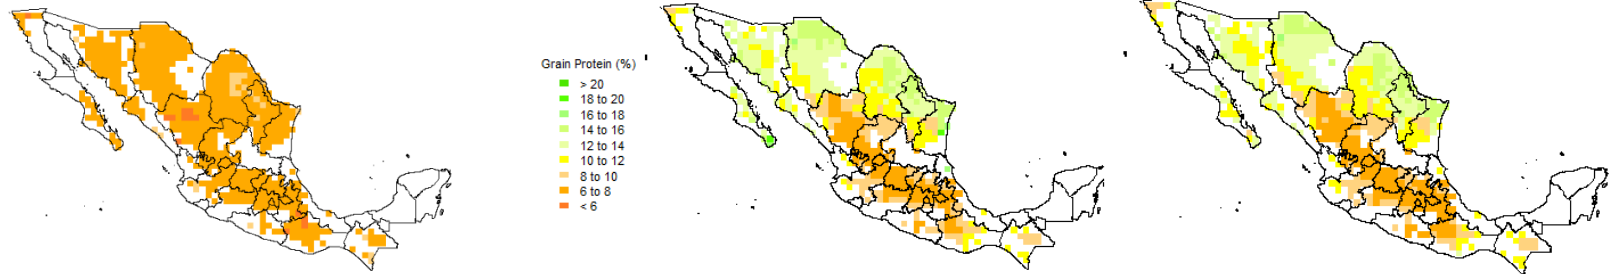 Grain Protein (%)
> 20
18 to 20
16 to 18
14 to 16
12 to 14
10 to 12
8 to 10
6 to 8
< 6